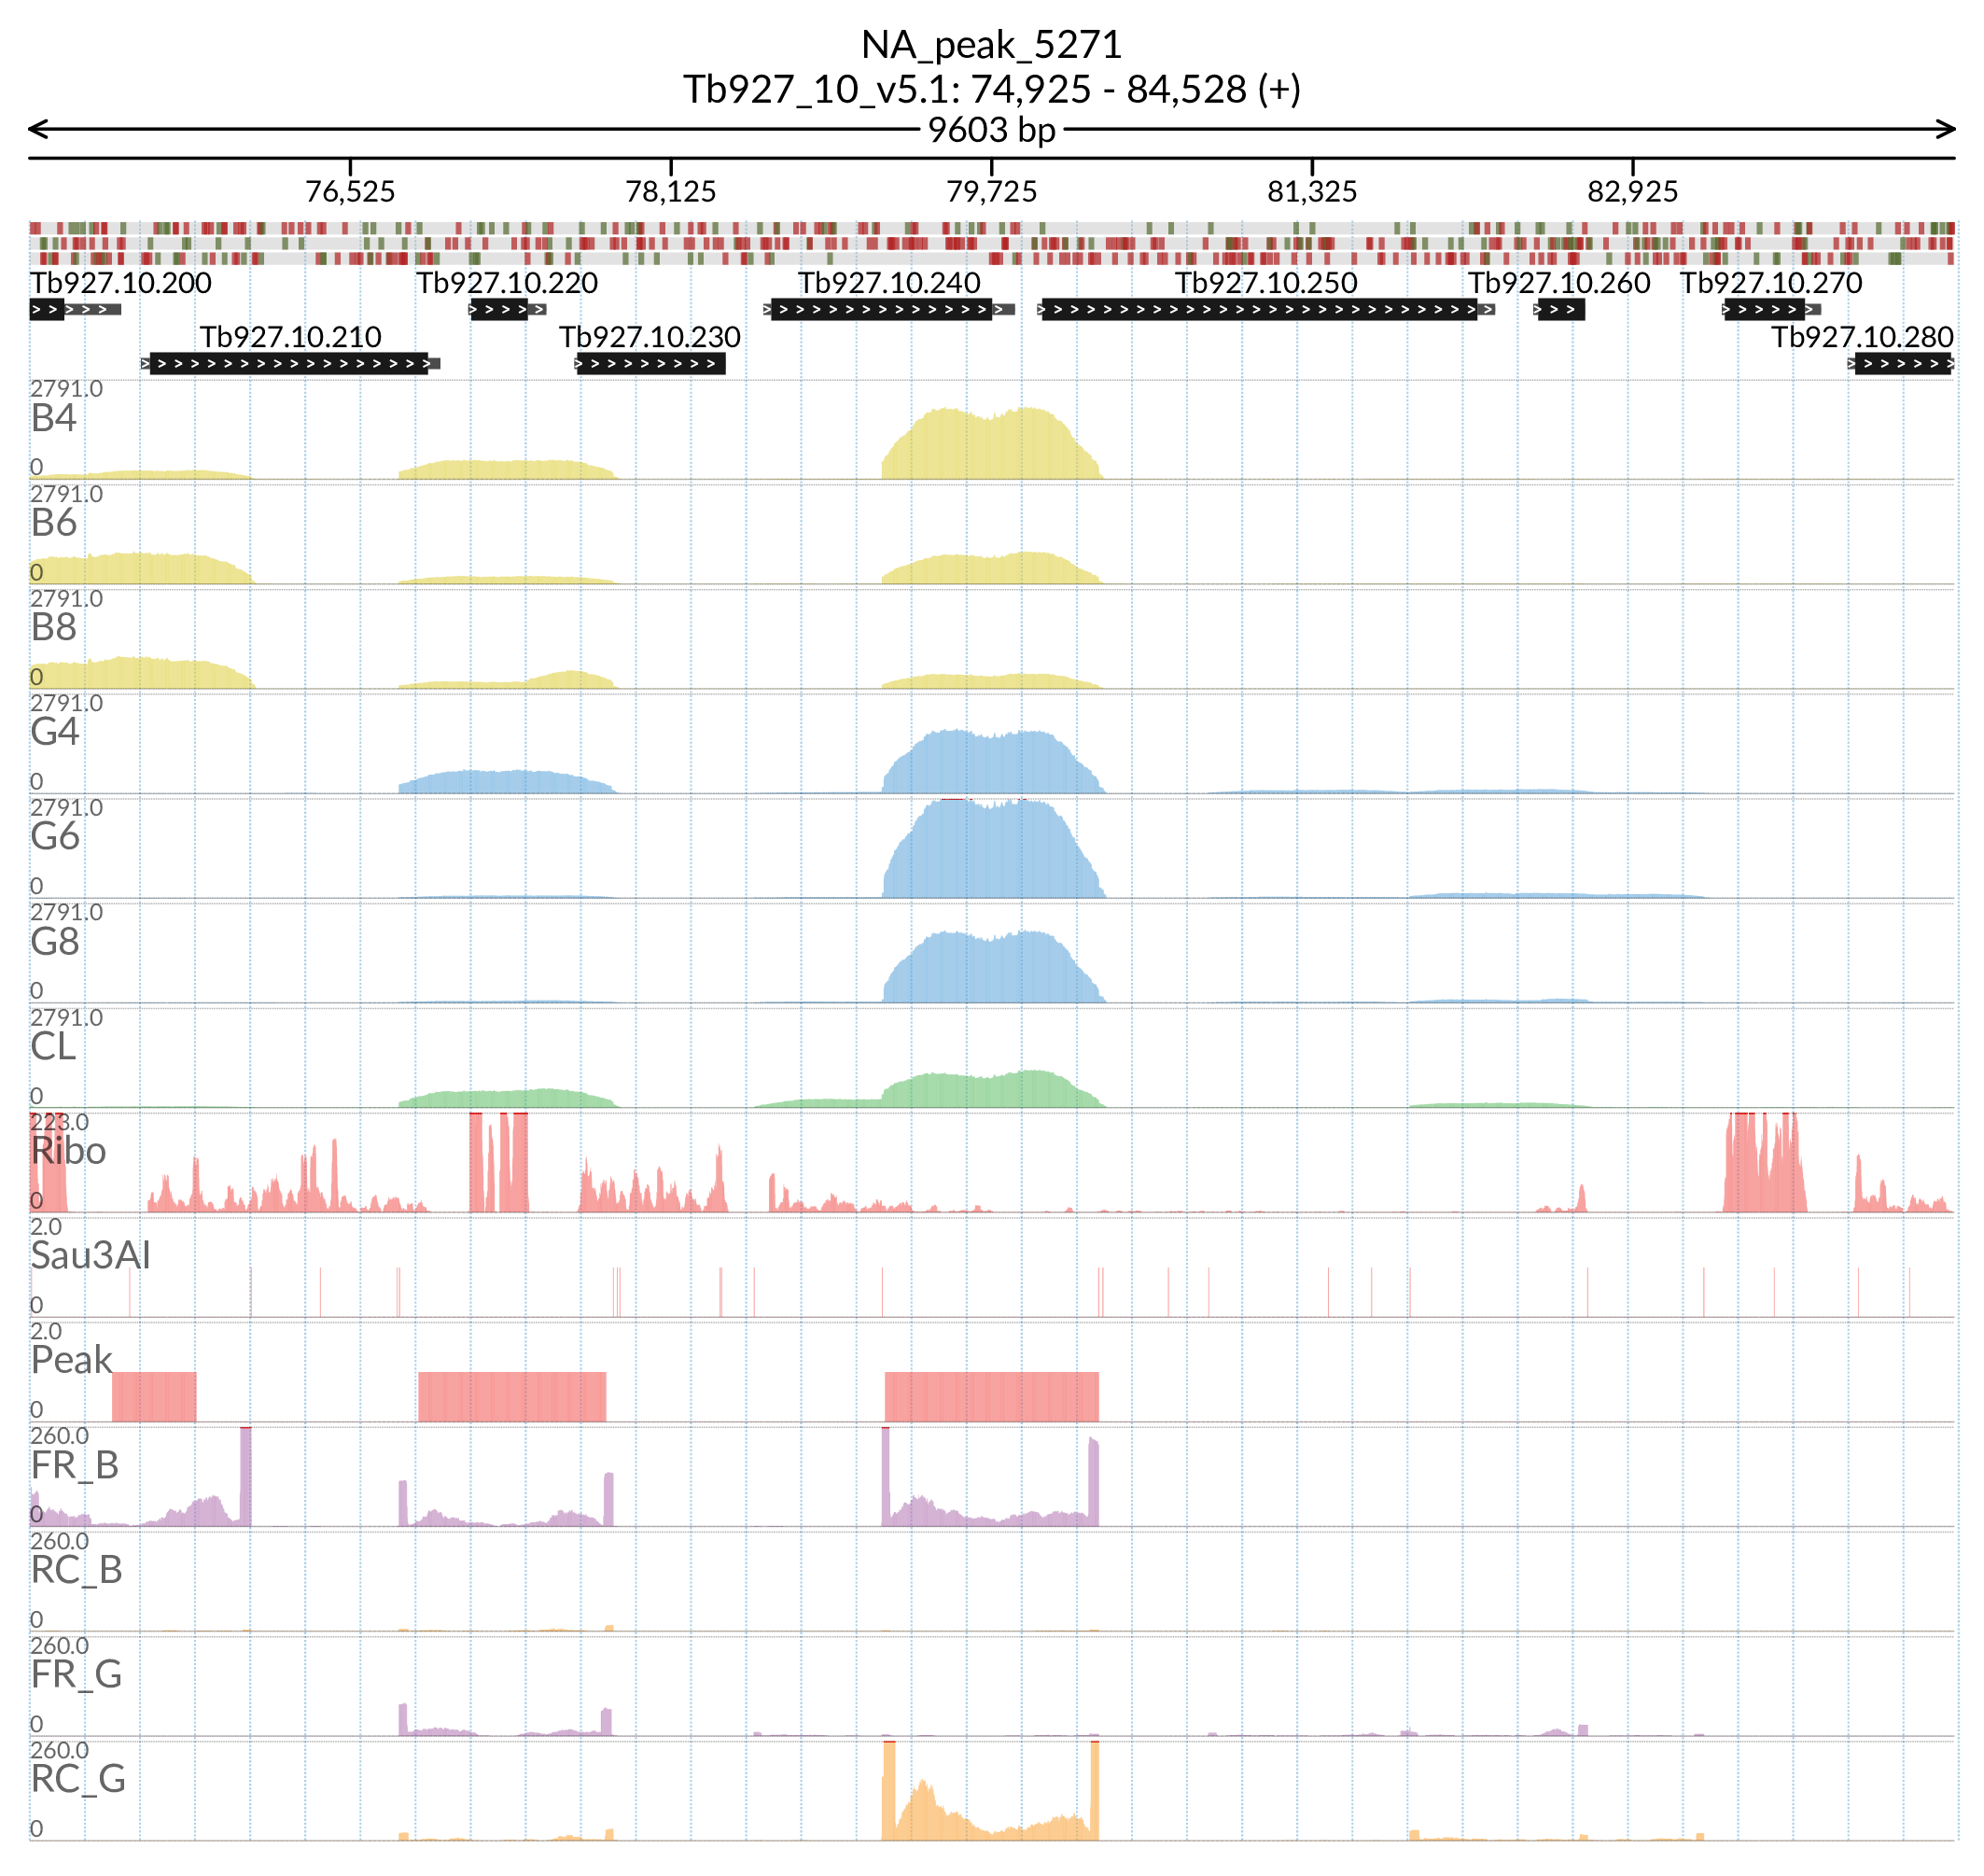 NA_peak_5271
Tb927_10_v5.1: 74,925 - 84,528 (+)
9603 bp
76,525 78,125 79,725 81,325 82,925
Tb927.10.200 Tb927.10.220 Tb927.10.240 Tb927.10.250 Tb927.10.260 Tb927.10.270
Tb927.10.210 Tb927.10.230 Tb927.10.280
2791.0
B4
0
2791.0
B6
0
2791.0
B8
0
2791.0
G4
0
2791.0
G6
0
2791.0
G8
0
2791.0
CL
0
223.0
Ribo
0
2.0
Sau3AI
0
2.0
Peak
0
260.0
FR_B
0
260.0
RC_B
0
260.0
FR_G
0
260.0
RC_G
0